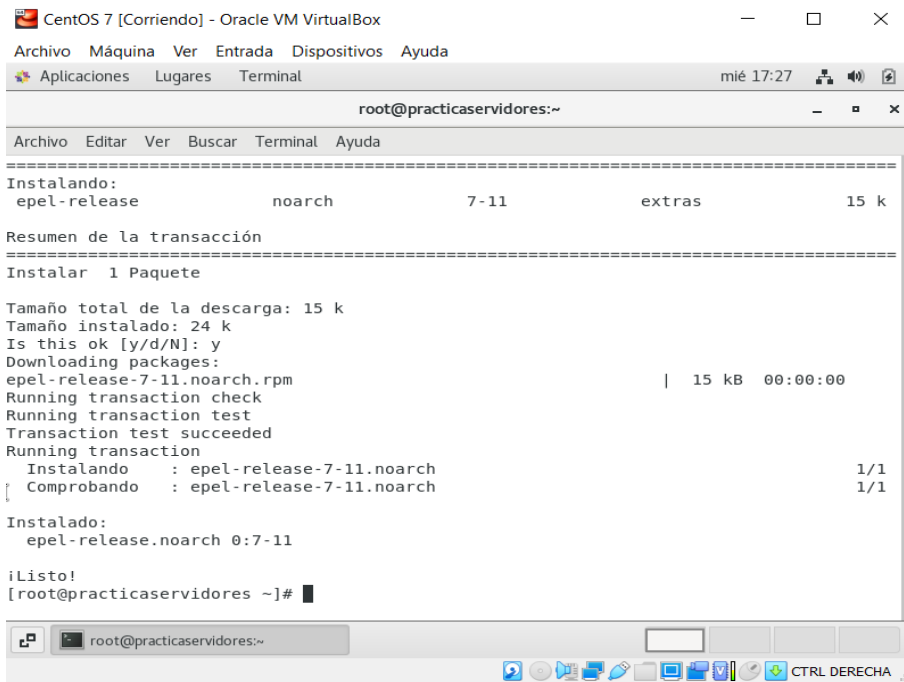 CentOS 7 [Corriendo] - Oracle VM VirtualBox
Archivo Máquina Ver Entrada Dispositivos Ayuda
Aplicaciones Lugares Terminal mié 17:27
root@practicaservidores:~
Archivo Editar Ver Buscar Terminal Ayuda
================================================================================
Instalando:
epel-release noarch 7-11 extras 15 k
Resumen de la transacción
================================================================================
Instalar 1 Paquete
Tamaño total de la descarga: 15 k
Tamaño instalado: 24 k
Is this ok [y/d/N]: y
Downloading packages:
epel-release-7-11.noarch.rpm | 15 kB 00:00:00
Running transaction check
Running transaction test
Transaction test succeeded
Running transaction
Instalando : epel-release-7-11.noarch 1/1
Comprobando : epel-release-7-11.noarch 1/1
Instalado:
epel-release.noarch 0:7-11
¡Listo!
[root@practicaservidores ~]#
root@practicaservidores:~
CTRL DERECHA